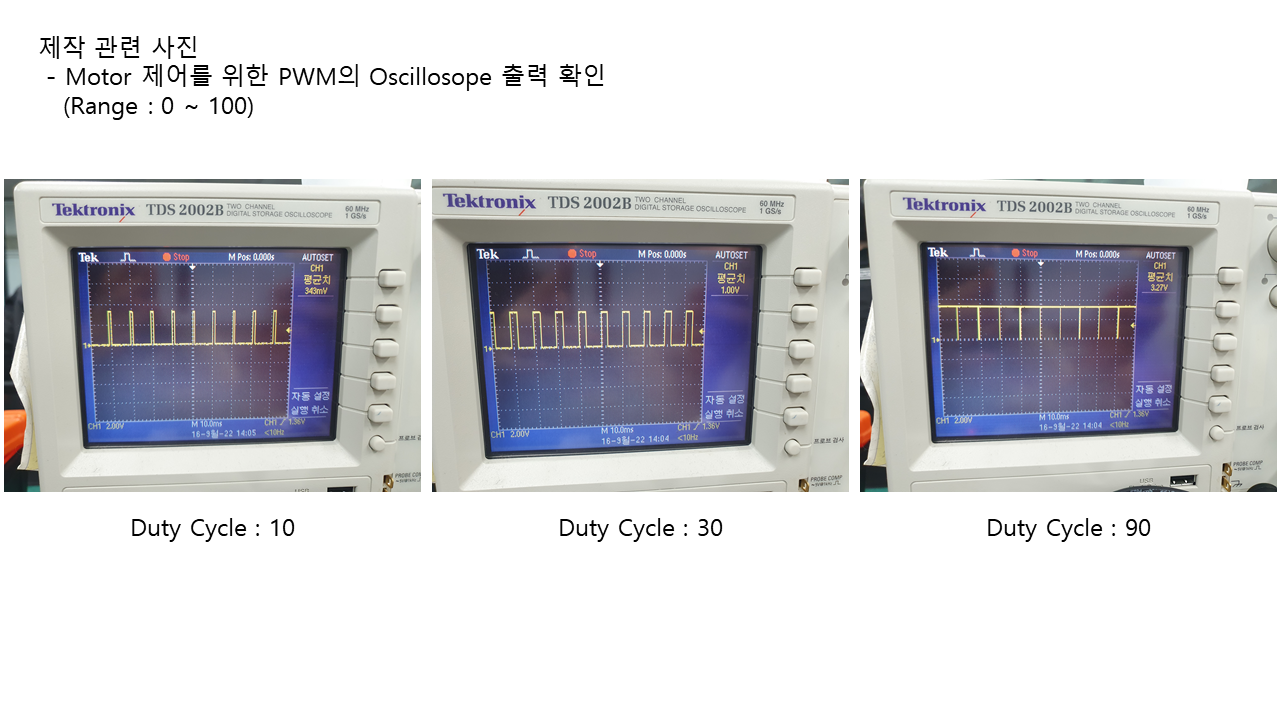 제작 관련 사진
- Motor 제어를 위한 PWM의 Oscillosope 출력 확인
(Range : 0 ~ 100)
Tektronix TDS 2002B TWO CHANNEL DIGITAL STORAGE OSCILLOSCOPE 60 MHz 1 GS/s
Tek Stop M Pos: 0.000s AUTOSET
CH1
평균치
343mV
자동 설정
실행 취소
CH1 2.00V M 10.0ms CH1 / 1.36V
16-9월-22 14:05 <10Hz
프로브 검사
PROBE COMP
USB
Tektronix TDS 2002B TWO CHANNEL DIGITAL STORAGE OSCILLOSCOPE 60 MHz 1 GS/s
Tek Stop M Pos: 0.000s AUTOSET
CH1
평균치
1.00V
자동 설정
실행 취소
CH1 2.00V M 10.0ms CH1 / 1.36V
16-9월-22 14:04 <10Hz
프로브 검사
PROBE COMP
Tektronix TDS 2002B TWO CHANNEL DIGITAL STORAGE OSCILLOSCOPE 60 MHz 1 GS/s
Tek Stop M Pos: 0.000s AUTOSET
CH1
평균치
3.27V
자동 설정
실행 취소
CH1 2.00V M 10.0ms CH1 / 1.36V
16-9월-22 14:04 <10Hz
프로브 검사
PROBE COMP
USB
Duty Cycle : 10
Duty Cycle : 30
Duty Cycle : 90